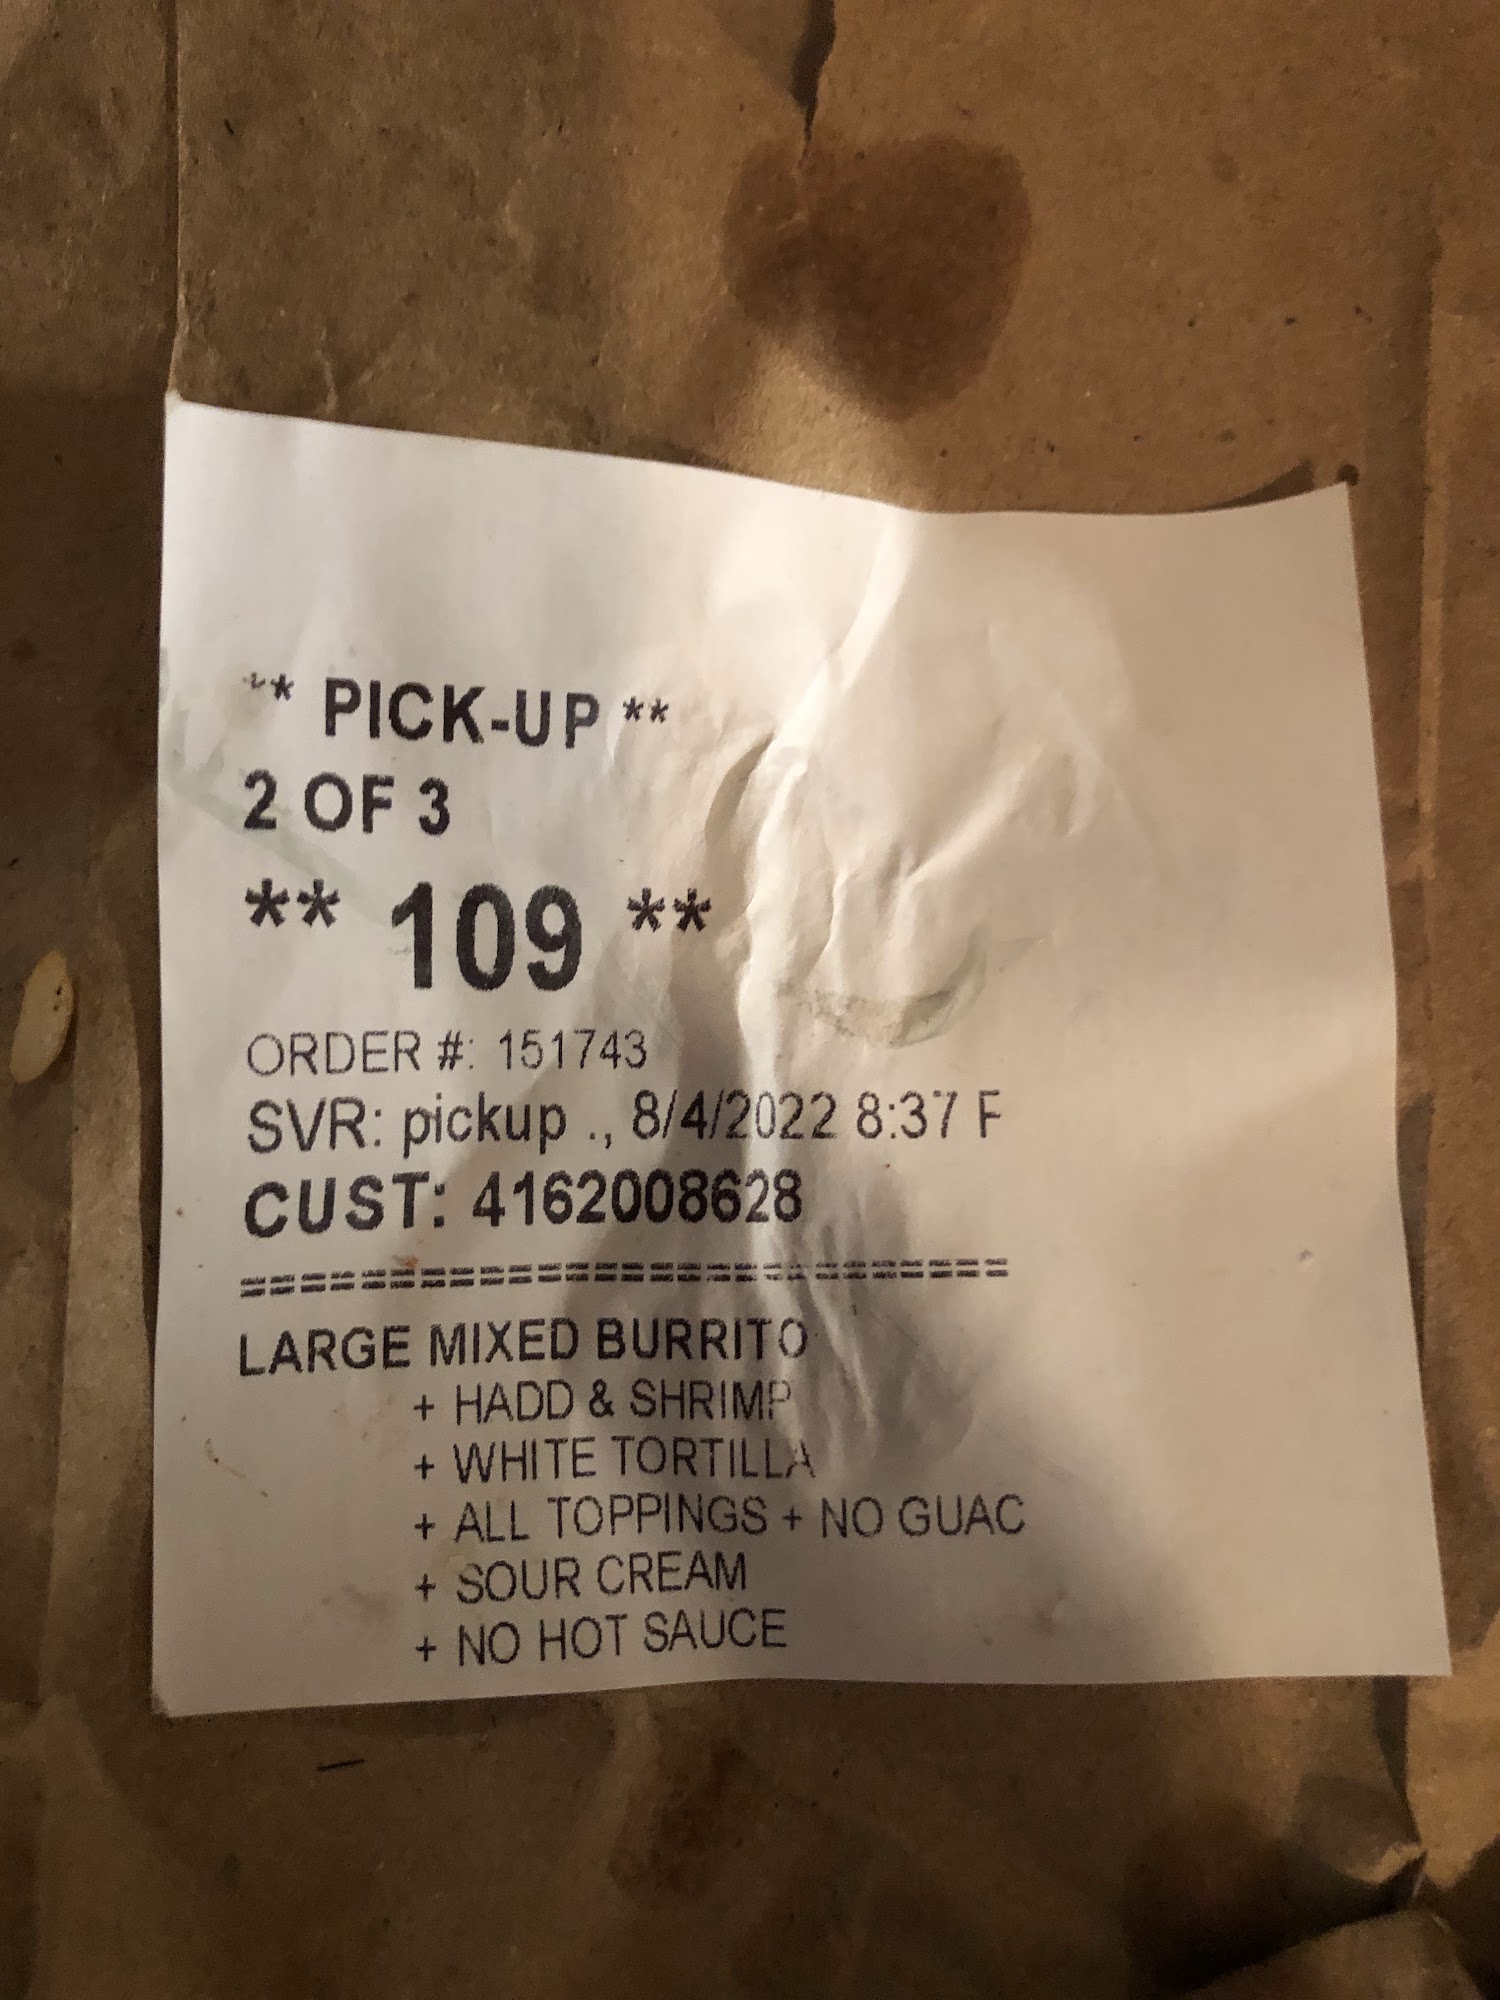 ** PICK-UP **
2 OF 3
** 109 **
ORDER #: 151743
SVR: pickup ., 8/4/2022 8:37 F
CUST: 4162008628
==========================
LARGE MIXED BURRITO
+ HADD & SHRIMP
+ WHITE TORTILLA
+ ALL TOPPINGS + NO GUAC
+ SOUR CREAM
+ NO HOT SAUCE